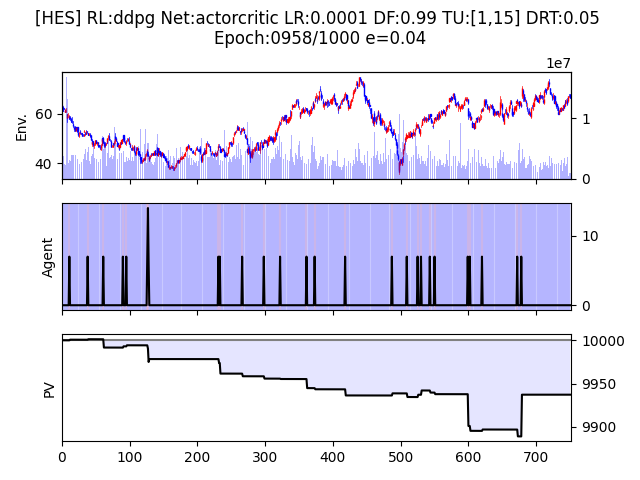 [HES] RL:ddpg Net:actorcritic LR:0.0001 DF:0.99 TU:[1,15] DRT:0.05
Epoch:0958/1000 e=0.04
1e7
Env.
60
40
1
0
Agent
10
0
PV
10000
9950
9900
0 100 200 300 400 500 600 700